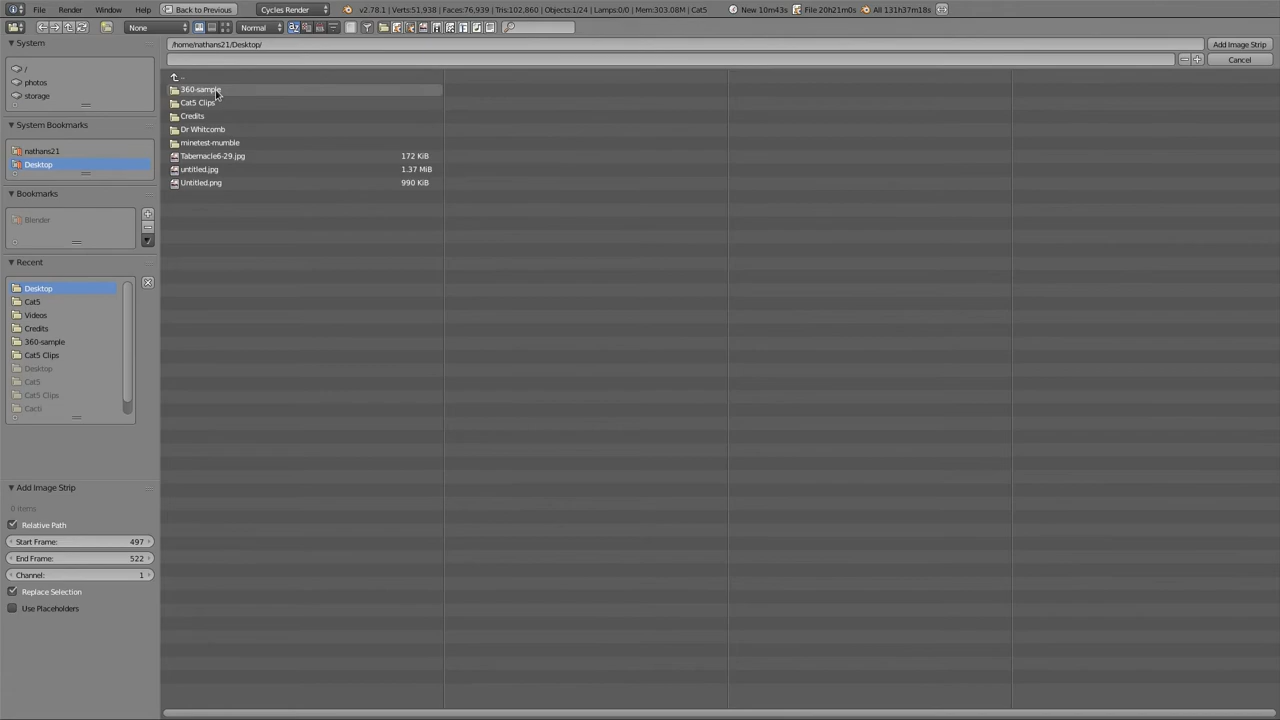 File Render Window Help Back to Previous Cycles Render v2.78.1 | Verts:51,938 | Faces:76,939 | Tris:102,860 | Objects:1/24 | Lamps:0/0 | Mem:303.08M | Cat5 New 10m43s File 20h21m0s All 131h37m18s
None Normal
System
/home/nathans21/Desktop/
Add Image Strip
Cancel
/
photos
storage
System Bookmarks
nathans21
Desktop
Bookmarks
Blender
Recent
Desktop
Cat5
Videos
Credits
360-sample
Cat5 Clips
Desktop
Cat5
Cat5 Clips
Cacti
Add Image Strip
0 items
Relative Path
Start Frame: 497
End Frame: 522
Channel: 1
Replace Selection
Use Placeholders
..
360-sample
Cat5 Clips
Credits
Dr Whitcomb
minetest-mumble
Tabernacle6-29.jpg 172 KiB
untitled.jpg 1.37 MiB
Untitled.png 990 KiB